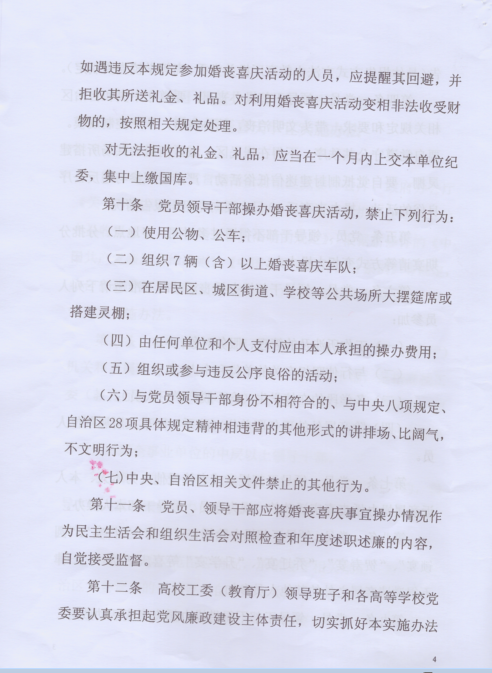 如遇违反本规定参加婚丧喜庆活动的人员，应提醒其回避，并
拒收其所送礼金、礼品。对利用婚丧喜庆活动变相非法收受财
物的，按照相关规定处理。
对无法拒收的礼金、礼品，应当在一个月内上交本单位纪
委，集中上缴国库。
第十条 党员领导干部操办婚丧喜庆活动，禁止下列行为：
（一）使用公物、公车；
（二）组织7辆（含）以上婚丧喜庆车队；
（三）在居民区、城区街道、学校等公共场所大摆筵席或
搭建灵棚；
（四）由任何单位和个人支付应由本人承担的操办费用；
（五）组织或参与违反公序良俗的活动；
（六）与党员领导干部身份不相符合的、与中央八项规定、
自治区28项具体规定精神相违背的其他形式的讲排场、比阔气，
不文明行为；
（七)中央、自治区相关文件禁止的其他行为。
第十一条 党员、领导干部应将婚丧喜庆事宜操办情况作
为民主生活会和组织生活会对照检查和年度述职述廉的内容，
自觉接受监督。
第十二条 高校工委（教育厅）领导班子和各高等学校党
委要认真承担起党风廉政建设主体责任，切实抓好本实施办法
4